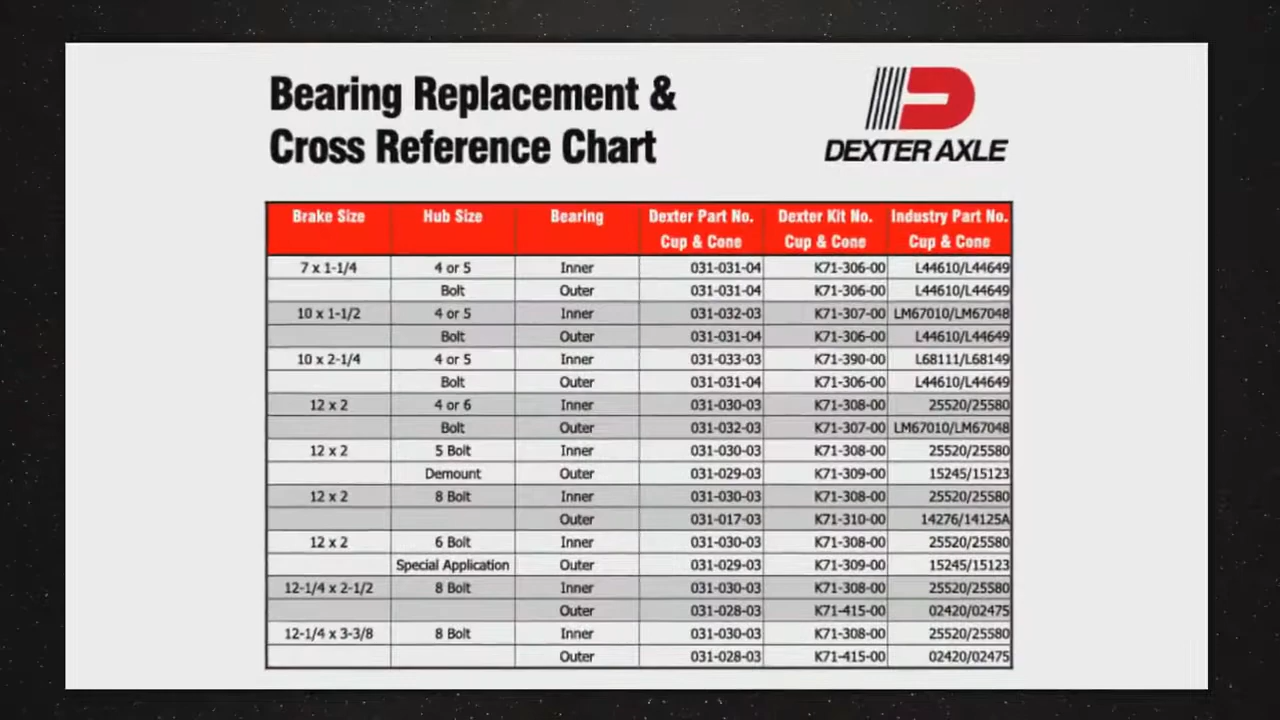 Bearing Replacement &
Cross Reference Chart
DEXTER AXLE
Brake Size Hub Size Bearing Dexter Part No. Dexter Kit No. Industry Part No.
Cup & Cone Cup & Cone Cup & Cone
7 x 1-1/4 4 or 5 Inner 031-031-04 K71-306-00 L44610/L44649
Bolt Outer 031-031-04 K71-306-00 L44610/L44649
10 x 1-1/2 4 or 5 Inner 031-032-03 K71-307-00 LM67010/LM67048
Bolt Outer 031-031-04 K71-306-00 L44610/L44649
10 x 2-1/4 4 or 5 Inner 031-033-03 K71-390-00 L68111/L68149
Bolt Outer 031-031-04 K71-306-00 L44610/L44649
12 x 2 4 or 6 Inner 031-030-03 K71-308-00 25520/25580
Bolt Outer 031-032-03 K71-307-00 LM67010/LM67048
12 x 2 5 Bolt Inner 031-030-03 K71-308-00 25520/25580
Demount Outer 031-029-03 K71-309-00 15245/15123
12 x 2 8 Bolt Inner 031-030-03 K71-308-00 25520/25580
Outer 031-017-03 K71-310-00 14276/14125A
12 x 2 6 Bolt Inner 031-030-03 K71-308-00 25520/25580
Special Application Outer 031-029-03 K71-309-00 15245/15123
12-1/4 x 2-1/2 8 Bolt Inner 031-030-03 K71-308-00 25520/25580
Outer 031-028-03 K71-415-00 02420/02475
12-1/4 x 3-3/8 8 Bolt Inner 031-030-03 K71-308-00 25520/25580
Outer 031-028-03 K71-415-00 02420/02475